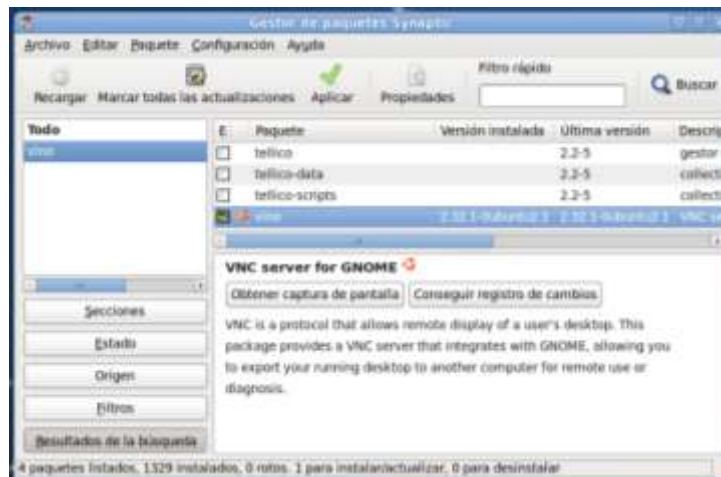 Gestor de paquetes Synaptic
Archivo Editar Paquete Configuración Ayuda
Recargar Marcar todas las actualizaciones Aplicar Propiedades Filtro rápido Buscar
Todo
vino
E Paquete Versión instalada Última versión Descrip
tellico 2.2-5 gestor
tellico-data 2.2-5 collecti
tellico-scripts 2.2-5 collecti
vino VNC se
VNC server for GNOME
Obtener captura de pantalla Conseguir registro de cambios
VNC is a protocol that allows remote display of a user's desktop. This
package provides a VNC server that integrates with GNOME, allowing you
to export your running desktop to another computer for remote use or
diagnosis.
Secciones
Estado
Origen
Filtros
Resultados de la búsqueda
4 paquetes listados, 1329 instalados, 0 rotos. 1 para instalar/actualizar, 0 para desinstalar